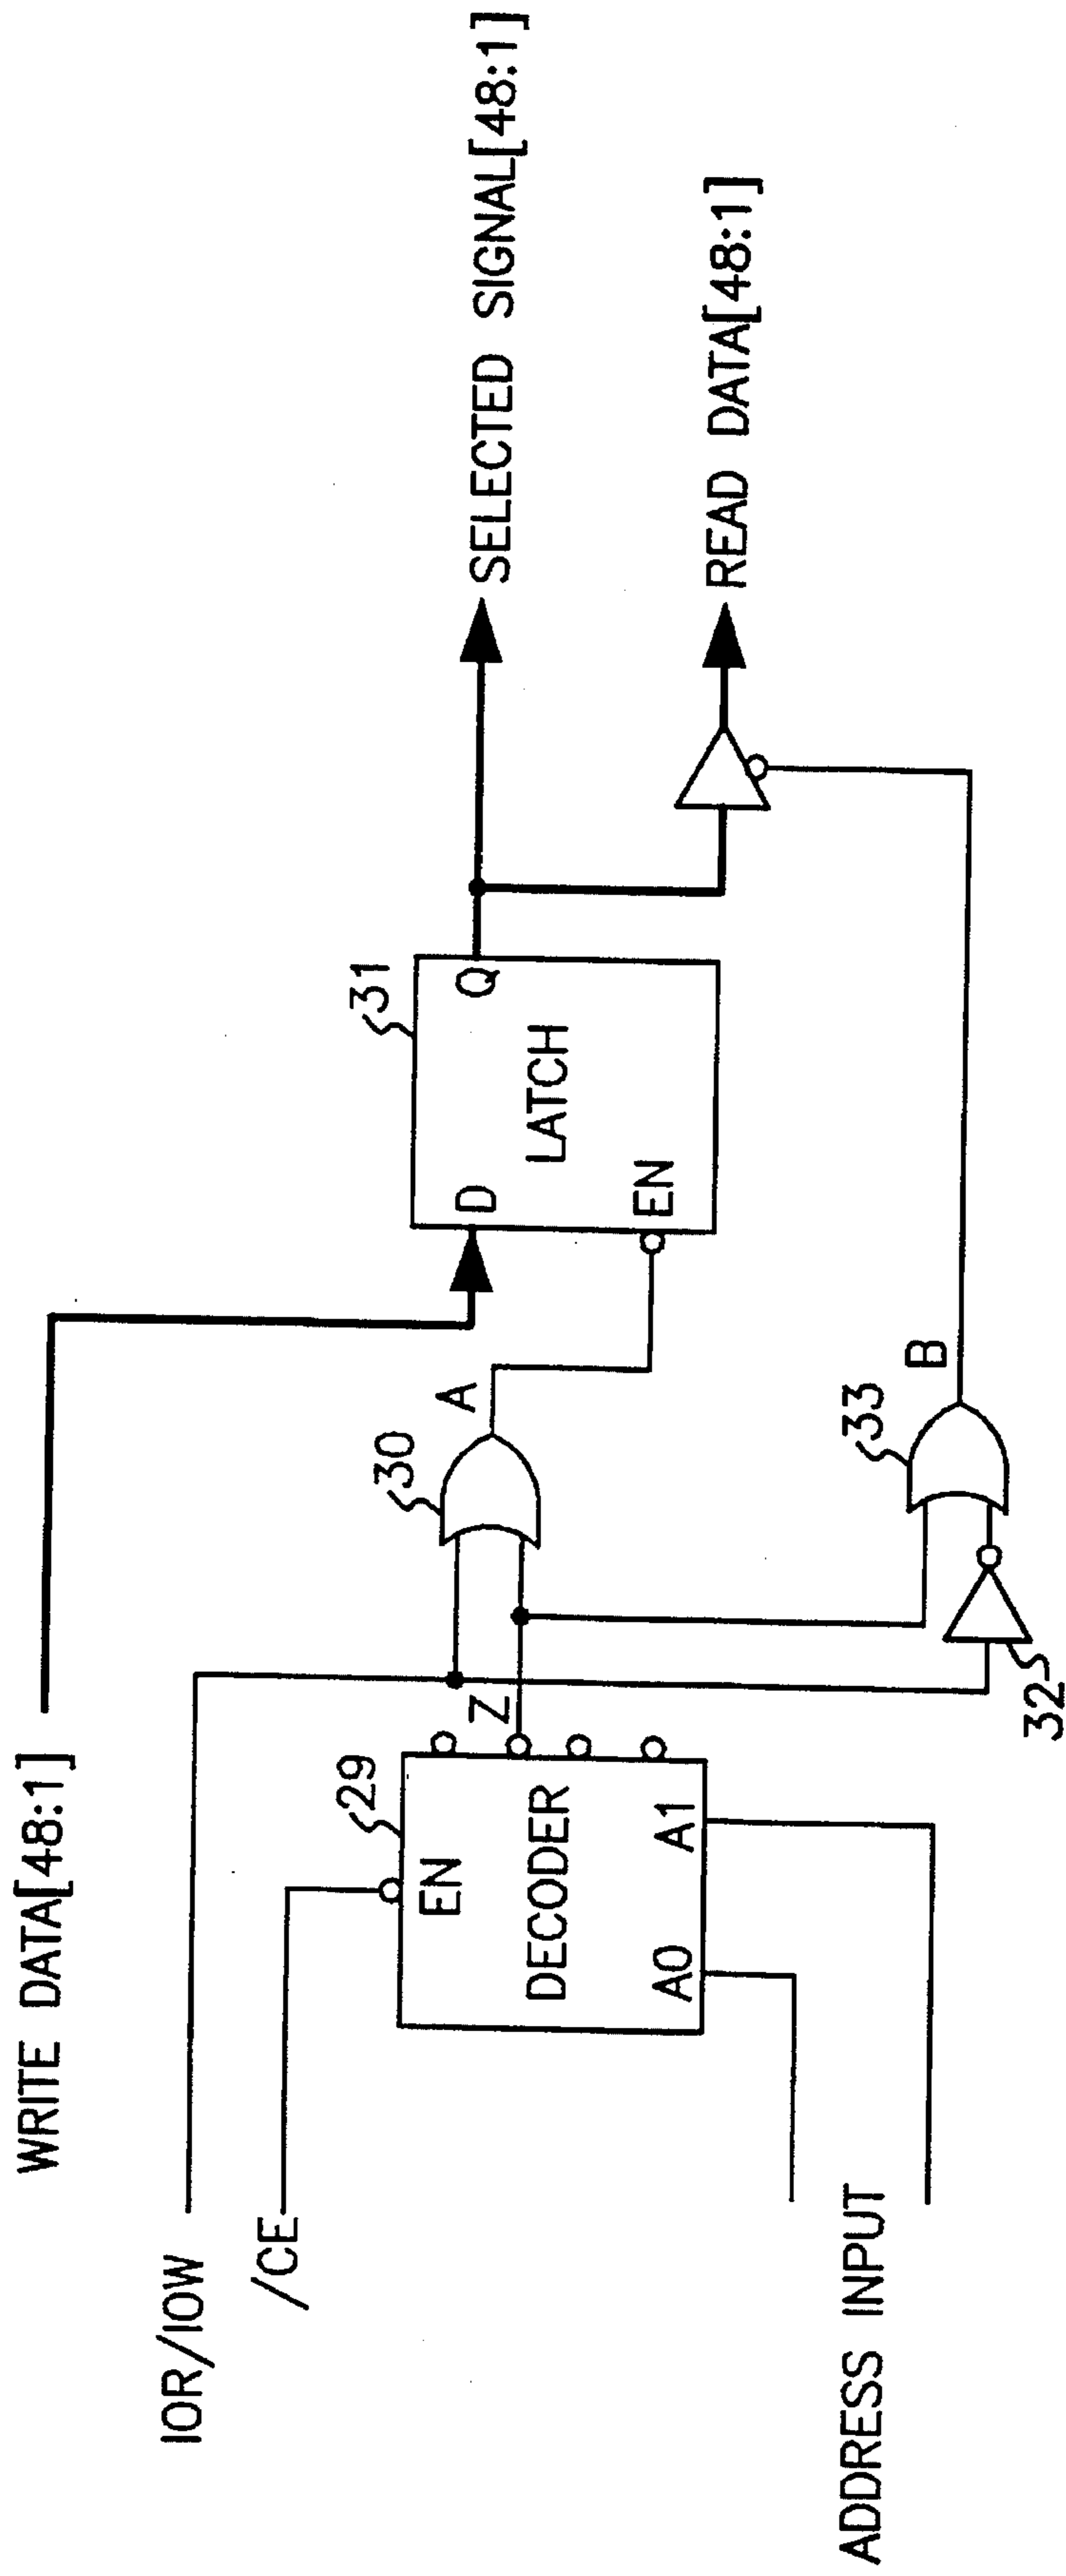 WRITE DATA[48:1]
IOR/IOW
/CE
ADDRESS INPUT
29
EN
DECODER
A0
A1
Z
30
A
31
D
Q
LATCH
EN
32
33
B
SELECTED SIGNAL[48:1]
READ DATA[48:1]